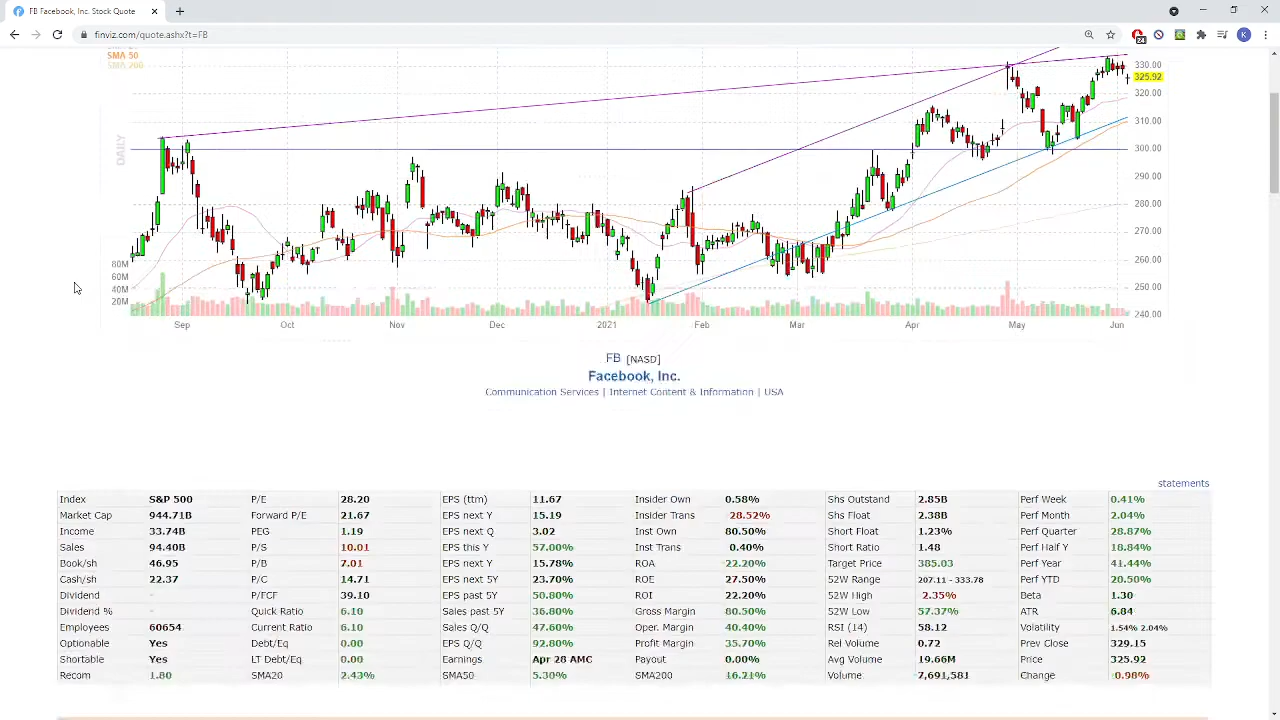 FB Facebook, Inc. Stock Quote
finviz.com/quote.ashx?t=FB
24
K
SMA 50
SMA 200
DAILY
330.00
325.92
320.00
310.00
300.00
290.00
280.00
270.00
260.00
250.00
240.00
80M
60M
40M
20M
Sep Oct Nov Dec 2021 Feb Mar Apr May Jun
FB [NASD]
Facebook, Inc.
Communication Services | Internet Content & Information | USA
statements
Index S&P 500 P/E 28.20 EPS (ttm) 11.67 Insider Own 0.58% Shs Outstand 2.85B Perf Week 0.41%
Market Cap 944.71B Forward P/E 21.67 EPS next Y 15.19 Insider Trans -28.52% Shs Float 2.38B Perf Month 2.04%
Income 33.74B PEG 1.19 EPS next Q 3.02 Inst Own 80.50% Short Float 1.23% Perf Quarter 28.87%
Sales 94.40B P/S 10.01 EPS this Y 57.00% Inst Trans 0.40% Short Ratio 1.48 Perf Half Y 18.84%
Book/sh 46.95 P/B 7.01 EPS next Y 15.78% ROA 22.20% Target Price 385.03 Perf Year 41.44%
Cash/sh 22.37 P/C 14.71 EPS next 5Y 23.70% ROE 27.50% 52W Range 207.11 - 333.78 Perf YTD 20.50%
Dividend - P/FCF 39.10 EPS past 5Y 50.80% ROI 22.20% 52W High -2.35% Beta 1.30
Dividend % - Quick Ratio 6.10 Sales past 5Y 36.80% Gross Margin 80.50% 52W Low 57.37% ATR 6.84
Employees 60654 Current Ratio 6.10 Sales Q/Q 47.60% Oper. Margin 40.40% RSI (14) 58.12 Volatility 1.54% 2.04%
Optionable Yes Debt/Eq 0.00 EPS Q/Q 92.80% Profit Margin 35.70% Rel Volume 0.72 Prev Close 329.15
Shortable Yes LT Debt/Eq 0.00 Earnings Apr 28 AMC Payout 0.00% Avg Volume 19.66M Price 325.92
Recom 1.80 SMA20 2.43% SMA50 5.30% SMA200 16.21% Volume 7,691,581 Change -0.98%